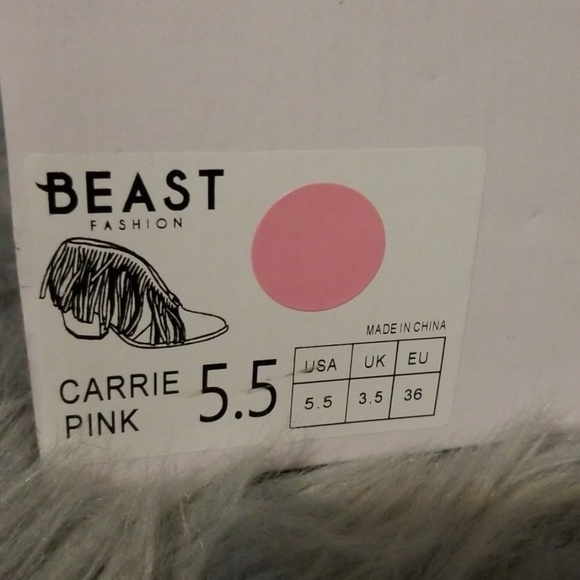 BEAST
FASHION
MADE IN CHINA
CARRIE
PINK
5.5
USA UK EU
5.5 3.5 36